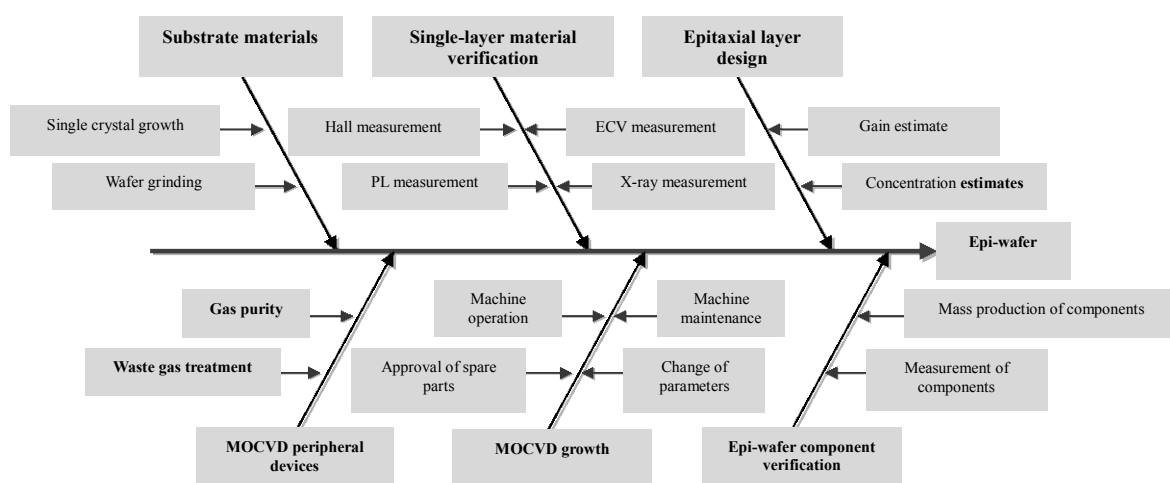 Substrate materials
Single-layer material
verification
Epitaxial layer
design
Single crystal growth
Hall measurement
ECV measurement
Gain estimate
Wafer grinding
PL measurement
X-ray measurement
Concentration estimates
Epi-wafer
Gas purity
Machine
operation
Machine
maintenance
Mass production of components
Waste gas treatment
Approval of spare
parts
Change of
parameters
Measurement of
components
MOCVD peripheral
devices
MOCVD growth
Epi-wafer component
verification